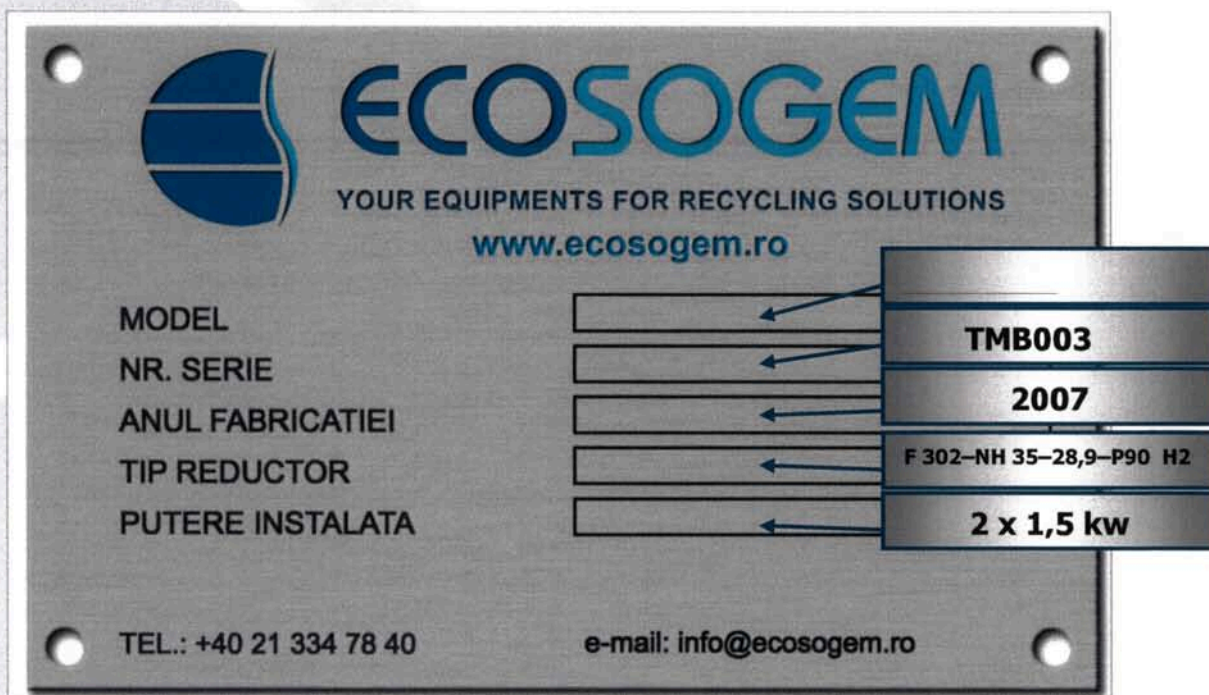 ECOSOGEM
YOUR EQUIPMENTS FOR RECYCLING SOLUTIONS
www.ecosogem.ro
MODEL
NR. SERIE TMB003
ANUL FABRICATIEI 2007
TIP REDUCTOR F 302–NH 35–28,9–P90 H2
PUTERE INSTALATA 2 x 1,5 kw
TEL.: +40 21 334 78 40 e-mail: info@ecosogem.ro